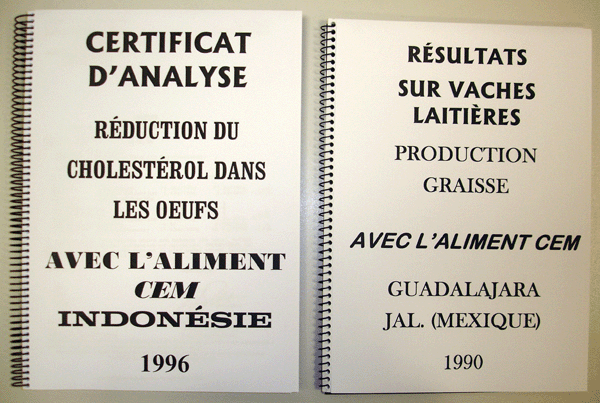 CERTIFICAT
D'ANALYSE
RÉDUCTION DU
CHOLESTÉROL DANS
LES OEUFS
AVEC L'ALIMENT
CEM
INDONÉSIE
1996
RÉSULTATS
SUR VACHES
LAITIÈRES
PRODUCTION
GRAISSE
AVEC L'ALIMENT CEM
GUADALAJARA
JAL. (MEXIQUE)
1990